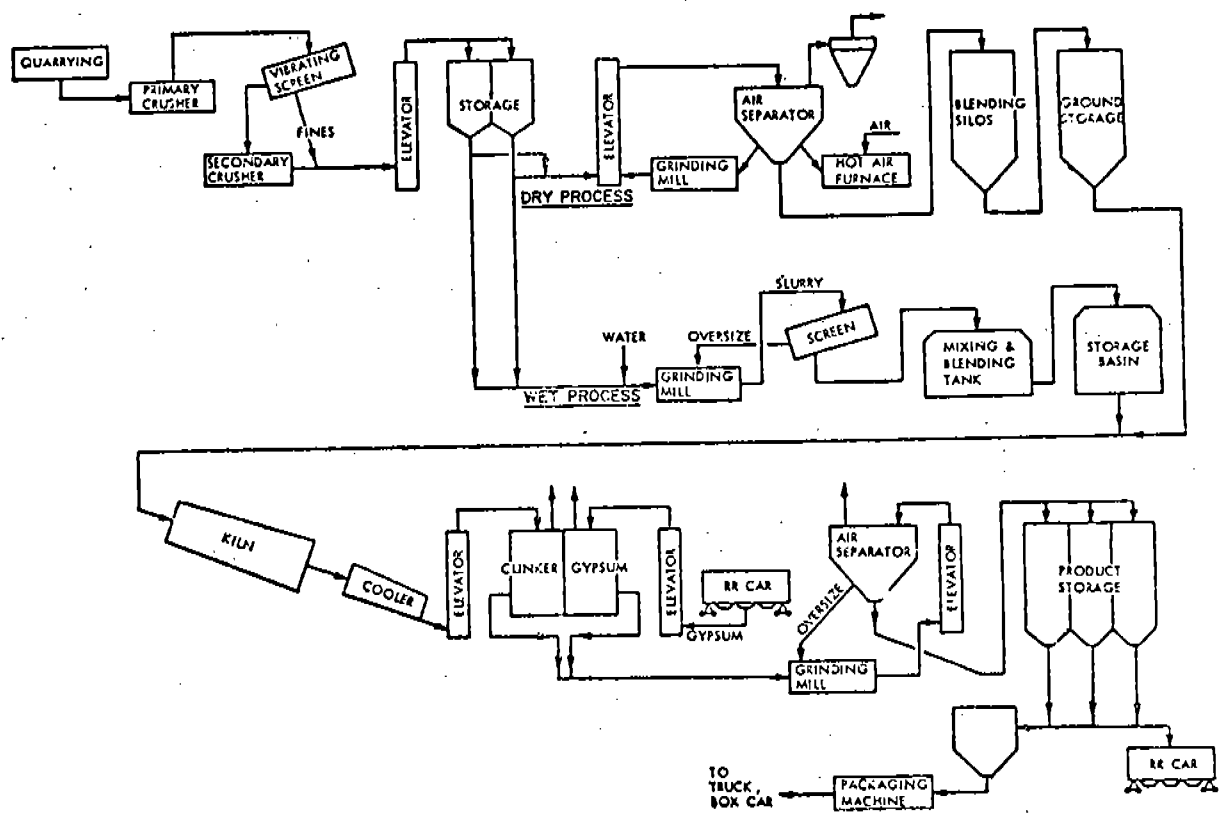 QUARRYING
PRIMARY
CRUSHER
VIBRATING
SCREEN
FINES
SECONDARY
CRUSHER
ELEVATOR
STORAGE
DRY PROCESS
ELEVATOR
AIR
SEPARATOR
GRINDING
MILL
AIR
HOT AIR
FURNACE
BLENDING
SILOS
GROUND
STORAGE
WATER
WET PROCESS
OVERSIZE
GRINDING
MILL
SLURRY
SCREEN
MIXING &
BLENDING
TANK
STORAGE
BASIN
KILN
COOLER
ELEVATOR
CLINKER
GYPSUM
ELEVATOR
RR CAR
GYPSUM
AIR
SEPARATOR
OVERSIZE
GRINDING
MILL
ELEVATOR
PRODUCT
STORAGE
RR CAR
PACKAGING
MACHINE
TO
TRUCK,
BOX CAR